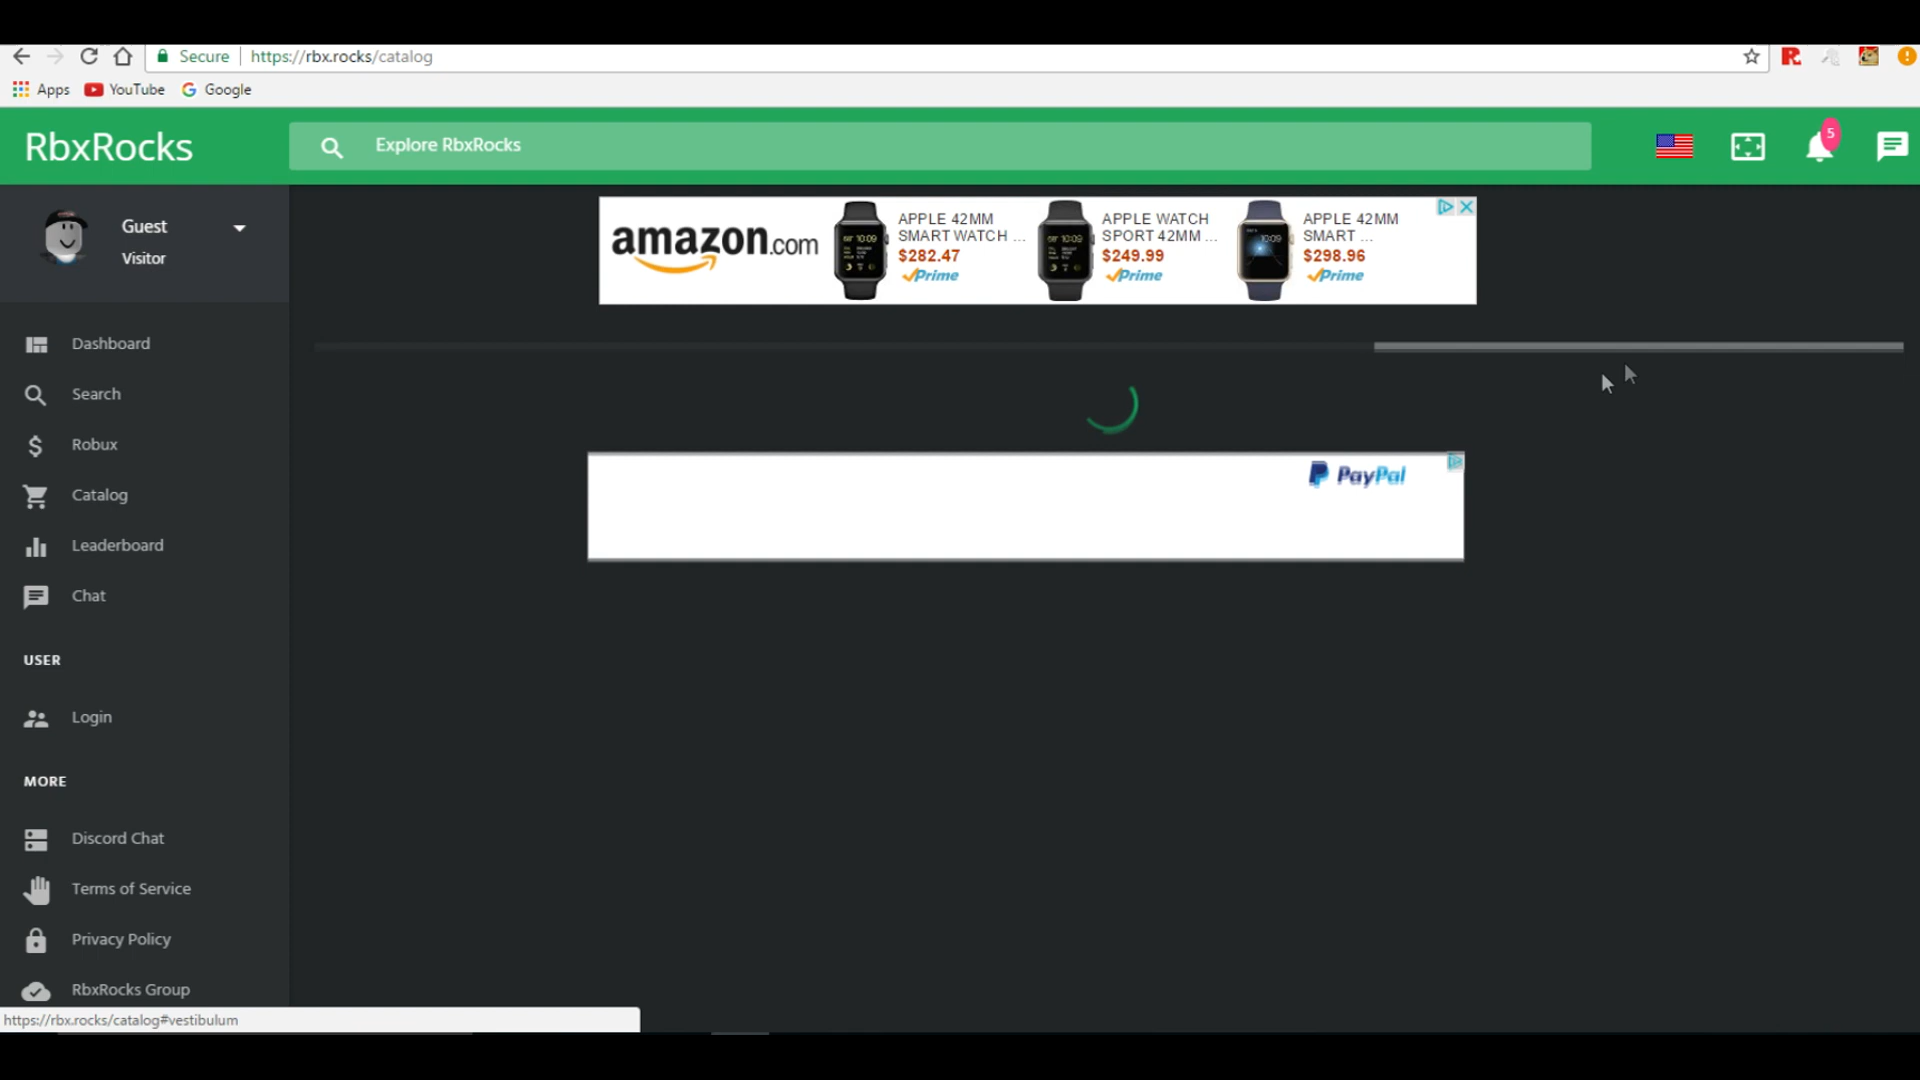 Secure | https://rbx.rocks/catalog
Apps YouTube Google
RbxRocks
Explore RbxRocks
5
Guest
Visitor
amazon.com
APPLE 42MM
SMART WATCH ...
$282.47
Prime
APPLE WATCH
SPORT 42MM ...
$249.99
Prime
APPLE 42MM
SMART ...
$298.96
Prime
Dashboard
Search
Robux
Catalog
Leaderboard
Chat
PayPal
USER
Login
MORE
Discord Chat
Terms of Service
Privacy Policy
RbxRocks Group
https://rbx.rocks/catalog#vestibulum